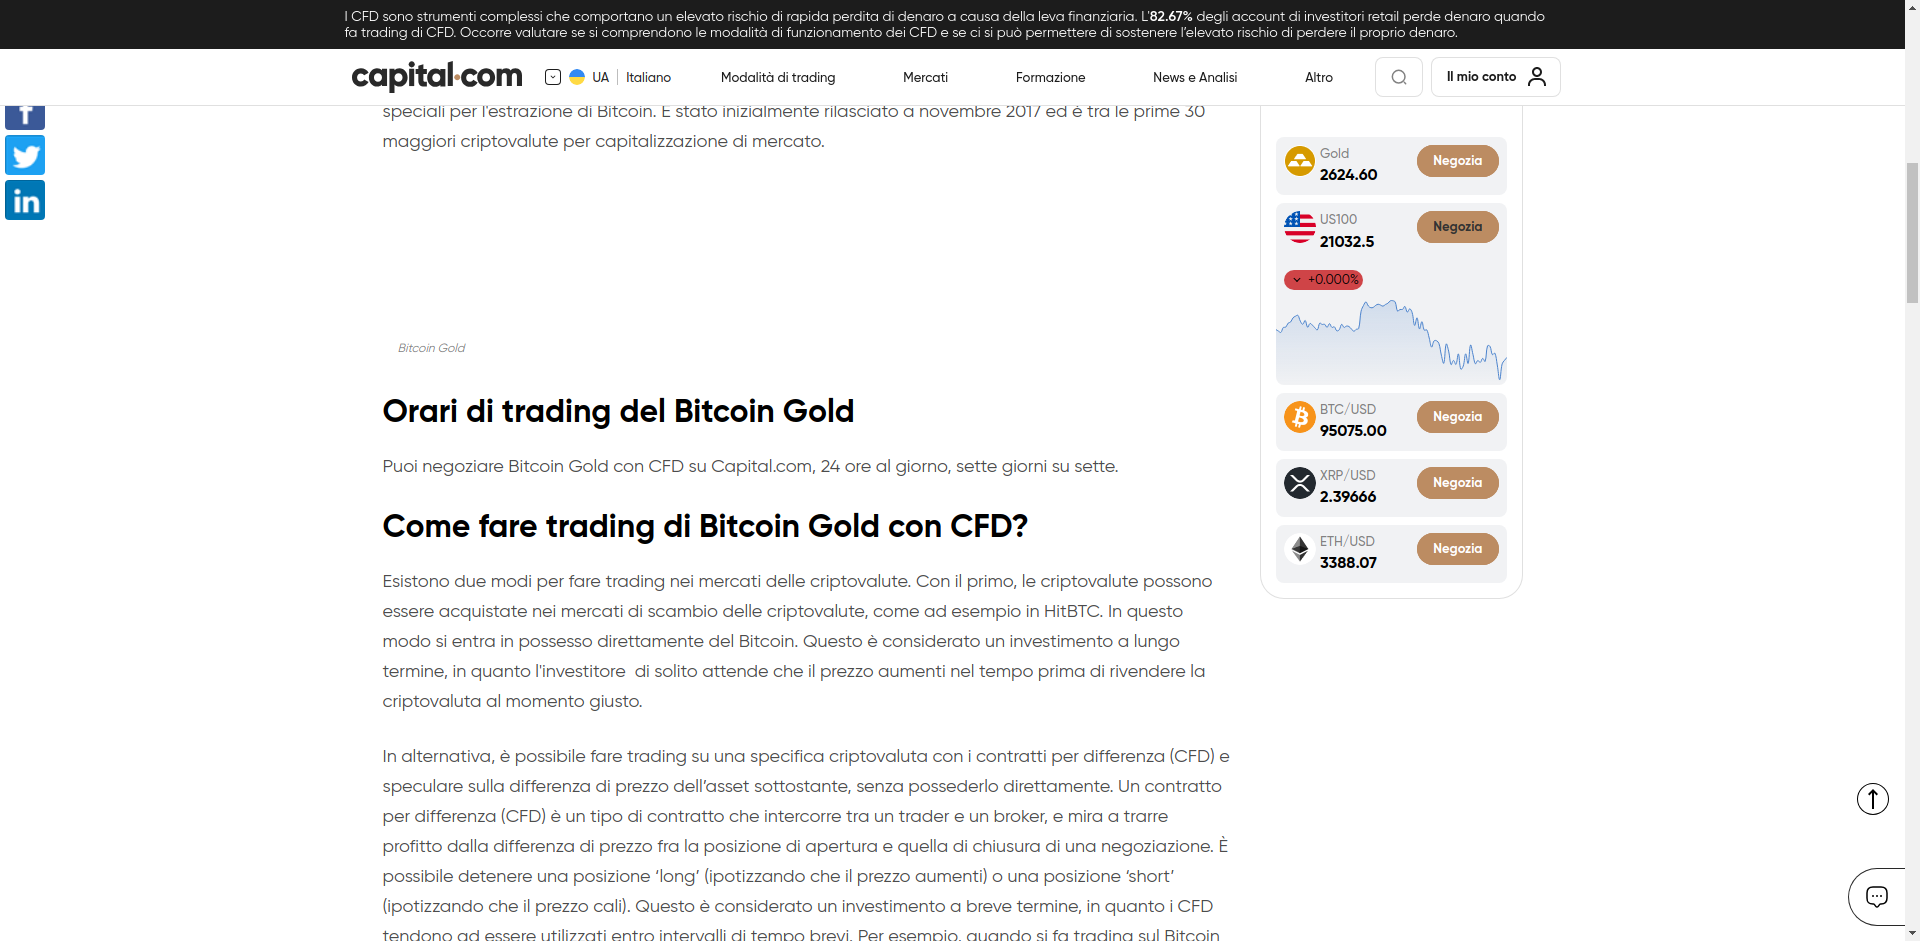 I CFD sono strumenti complessi che comportano un elevato rischio di rapida perdita di denaro a causa della leva finanziaria. L'82.67% degli account di investitori retail perde denaro quando
fa trading di CFD. Occorre valutare se si comprendono le modalità di funzionamento dei CFD e se ci si può permettere di sostenere l’elevato rischio di perdere il proprio denaro.
capital.com
UA
Italiano
Modalità di trading
Mercati
Formazione
News e Analisi
Altro
Il mio conto
speciali per l'estrazione di Bitcoin. È stato inizialmente rilasciato a novembre 2017 ed è tra le prime 30
maggiori criptovalute per capitalizzazione di mercato.
Bitcoin Gold
Orari di trading del Bitcoin Gold
Puoi negoziare Bitcoin Gold con CFD su Capital.com, 24 ore al giorno, sette giorni su sette.
Come fare trading di Bitcoin Gold con CFD?
Esistono due modi per fare trading nei mercati delle criptovalute. Con il primo, le criptovalute possono
essere acquistate nei mercati di scambio delle criptovalute, come ad esempio in HitBTC. In questo
modo si entra in possesso direttamente del Bitcoin. Questo è considerato un investimento a lungo
termine, in quanto l'investitore  di solito attende che il prezzo aumenti nel tempo prima di rivendere la
criptovaluta al momento giusto.
In alternativa, è possibile fare trading su una specifica criptovaluta con i contratti per differenza (CFD) e
speculare sulla differenza di prezzo dell’asset sottostante, senza possederlo direttamente. Un contratto
per differenza (CFD) è un tipo di contratto che intercorre tra un trader e un broker, e mira a trarre
profitto dalla differenza di prezzo fra la posizione di apertura e quella di chiusura di una negoziazione. È
possibile detenere una posizione ‘long’ (ipotizzando che il prezzo aumenti) o una posizione ‘short’
(ipotizzando che il prezzo cali). Questo è considerato un investimento a breve termine, in quanto i CFD
tendono ad essere utilizzati entro intervalli di tempo brevi. Per esempio, quando si fa trading sul Bitcoin
Gold
2624.60
Negozia
US100
21032.5
Negozia
+0.000%
BTC/USD
95075.00
Negozia
XRP/USD
2.39666
Negozia
ETH/USD
3388.07
Negozia